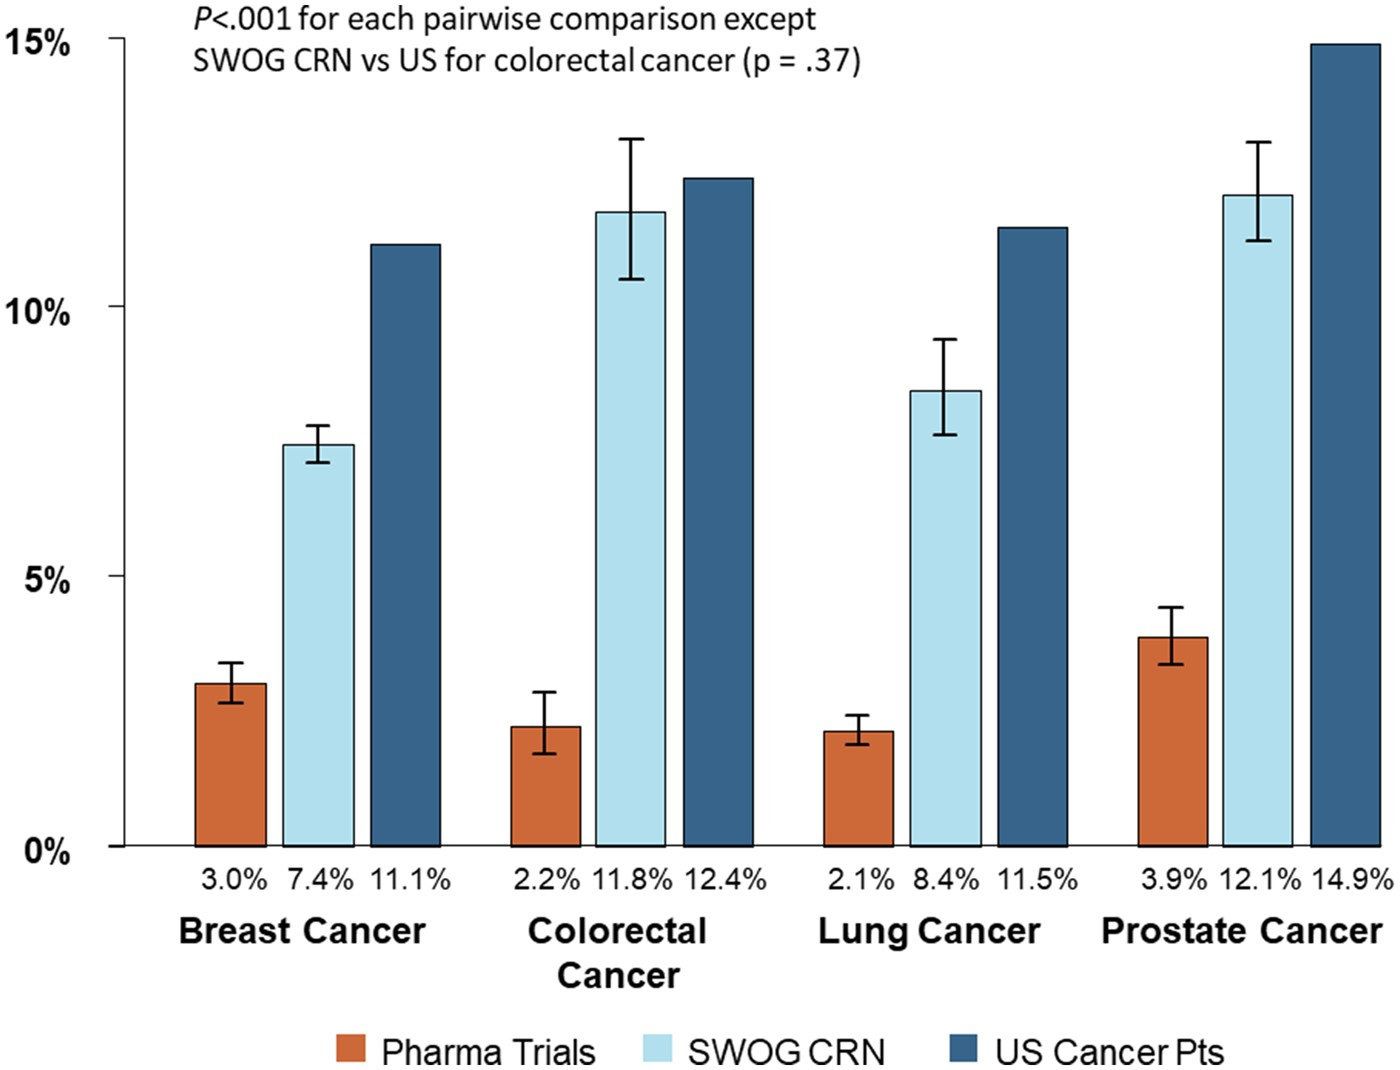 P<.001 for each pairwise comparison except
SWOG CRN vs US for colorectal cancer (p = .37)
15%
10%
5%
0%
3.0% 7.4% 11.1% 2.2% 11.8% 12.4% 2.1% 8.4% 11.5% 3.9% 12.1% 14.9%
Breast Cancer Colorectal Cancer Lung Cancer Prostate Cancer
Pharma Trials SWOG CRN US Cancer Pts